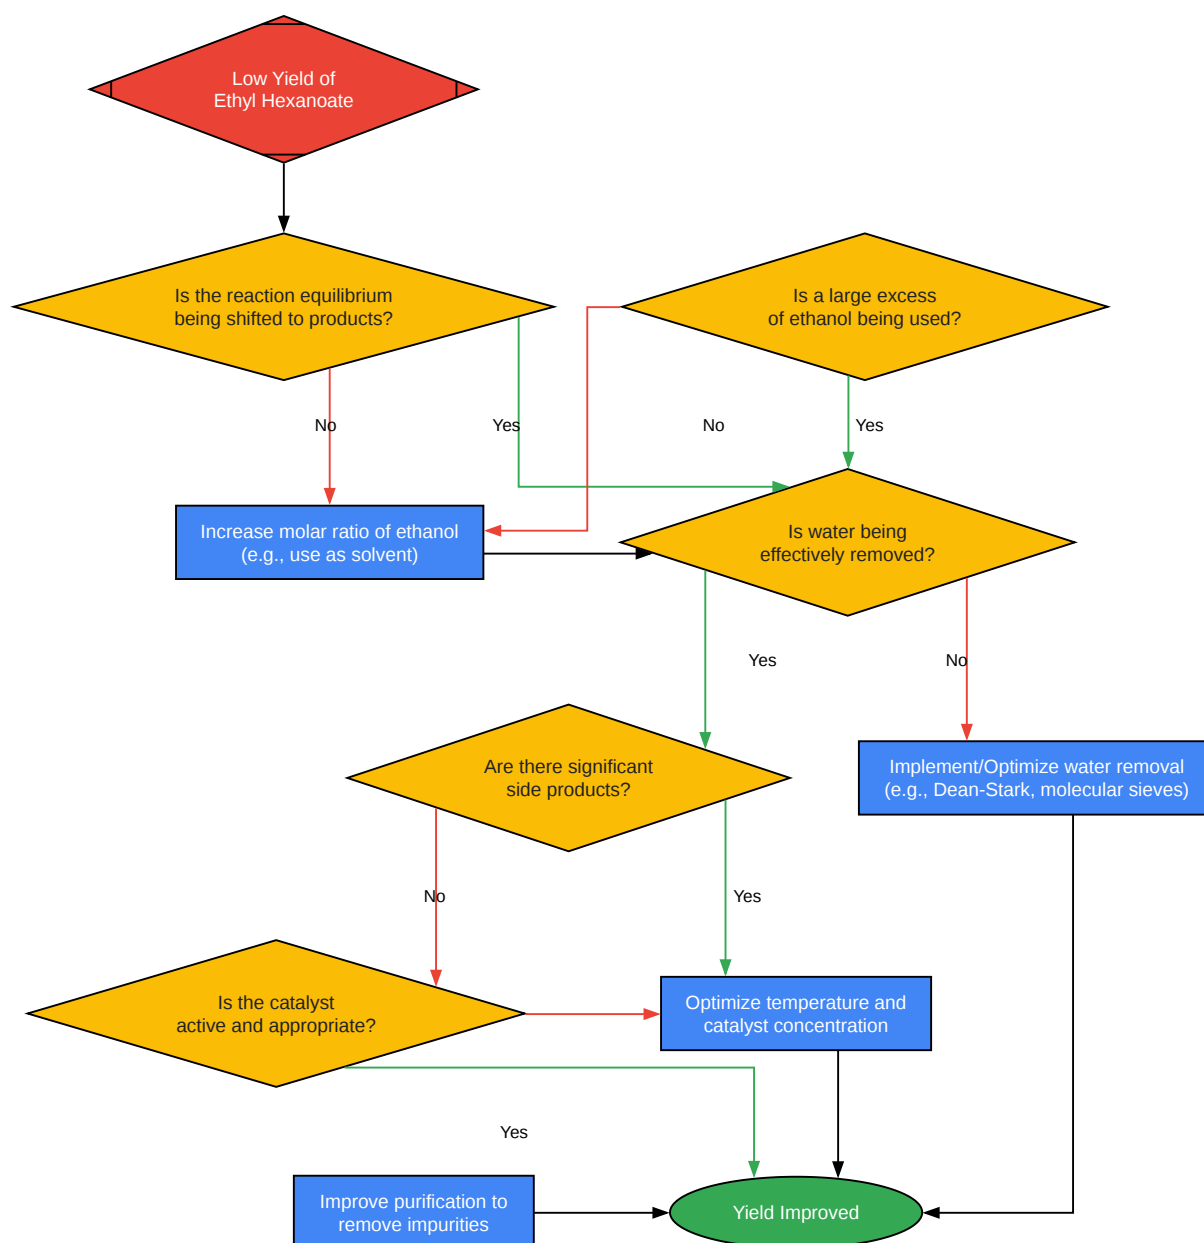 Low Yield of
Ethyl Hexanoate
Is the reaction equilibrium
being shifted to products?
Is a large excess
of ethanol being used?
No
Yes
No
Yes
Increase molar ratio of ethanol
(e.g., use as solvent)
Is water being
effectively removed?
Yes
No
Are there significant
side products?
Implement/Optimize water removal
(e.g., Dean-Stark, molecular sieves)
No
Yes
Is the catalyst
active and appropriate?
Optimize temperature and
catalyst concentration
Yes
Improve purification to
remove impurities
Yield Improved